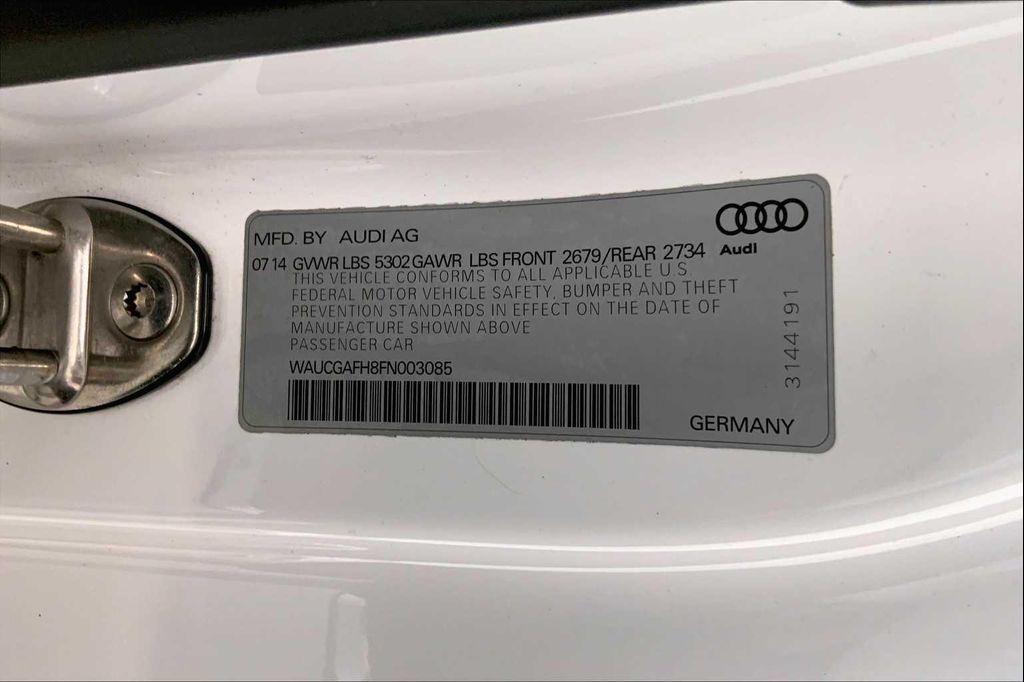 MFD. BY AUDI AG
Audi
07 14 GVWR LBS 5302 GAWR LBS FRONT 2679/REAR 2734
THIS VEHICLE CONFORMS TO ALL APPLICABLE U.S.
FEDERAL MOTOR VEHICLE SAFETY, BUMPER AND THEFT
PREVENTION STANDARDS IN EFFECT ON THE DATE OF
MANUFACTURE SHOWN ABOVE
PASSENGER CAR
WAUCGAFH8FN003085
GERMANY
3144191